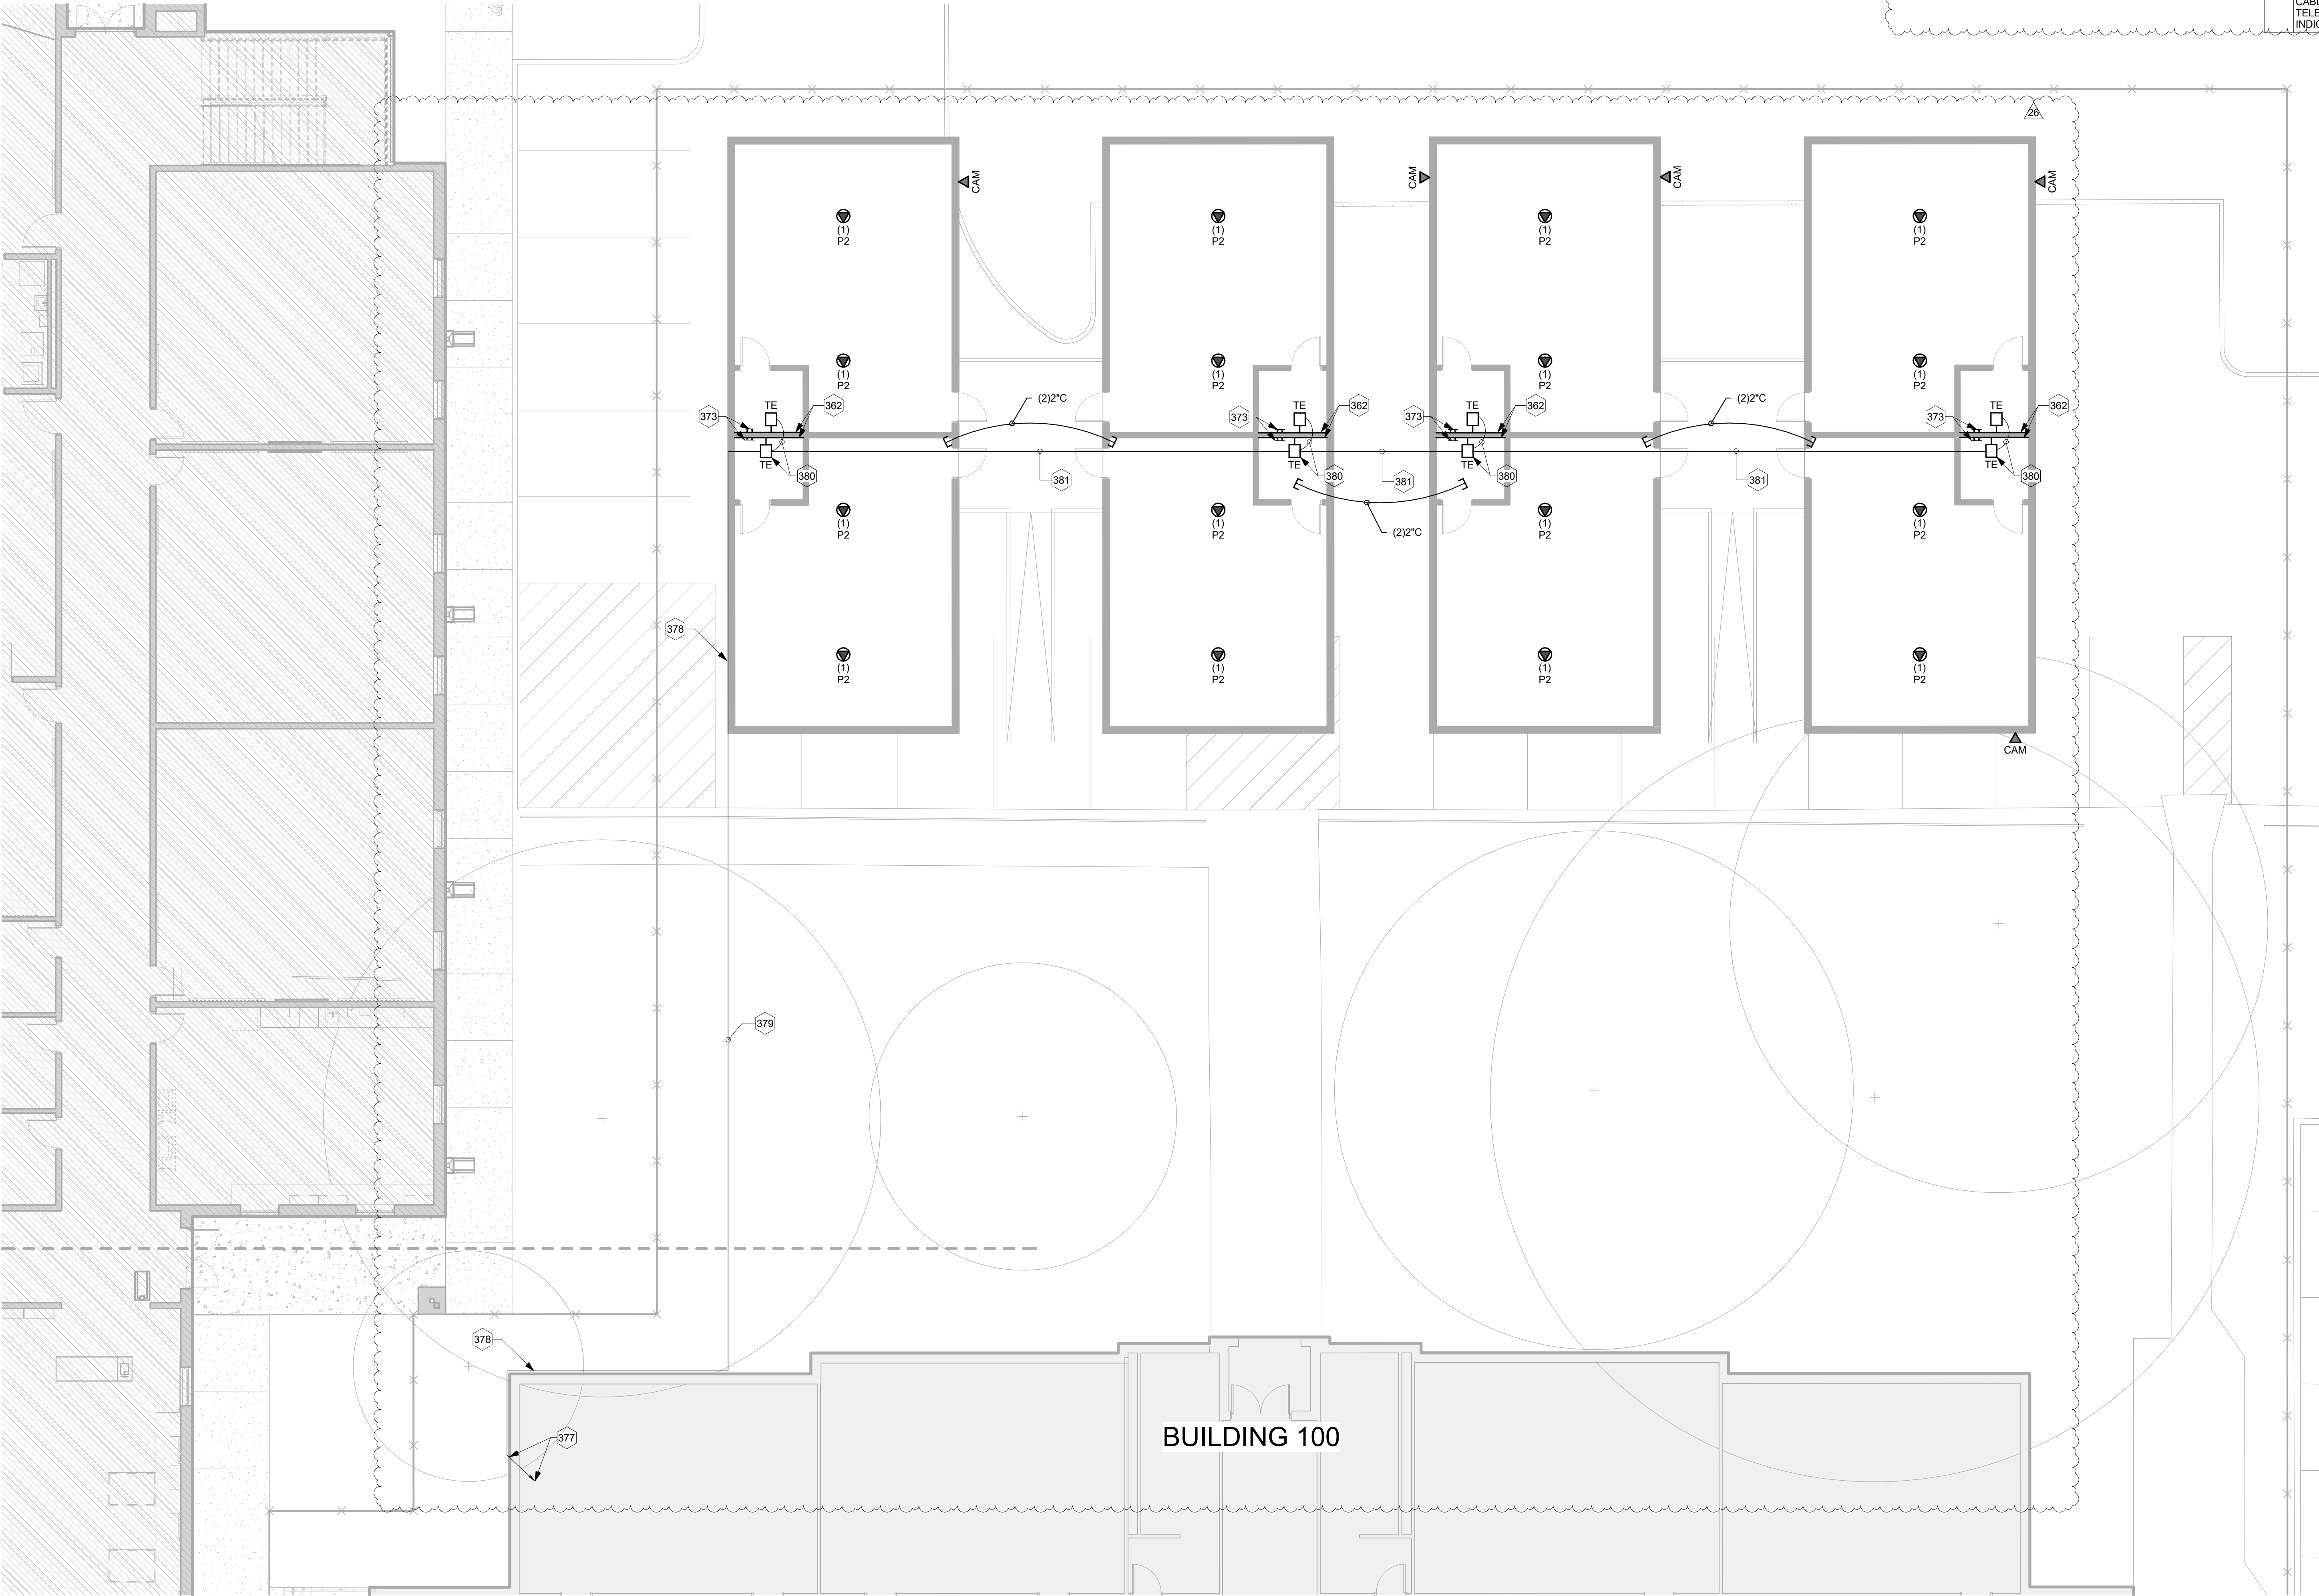 CABL
TELE
INDIC
26
CAM
CAM
CAM
CAM
(1)
P2
(1)
P2
(1)
P2
(1)
P2
(1)
P2
(1)
P2
(1)
P2
(1)
P2
(2)2"C
(2)2"C
373
TE
362
373
TE
362
373
TE
362
373
TE
362
TE
380
381
TE
380
381
TE
380
381
TE
380
(2)2"C
(1)
P2
(1)
P2
(1)
P2
(1)
P2
378
(1)
P2
(1)
P2
(1)
P2
(1)
P2
CAM
379
378
377
BUILDING 100